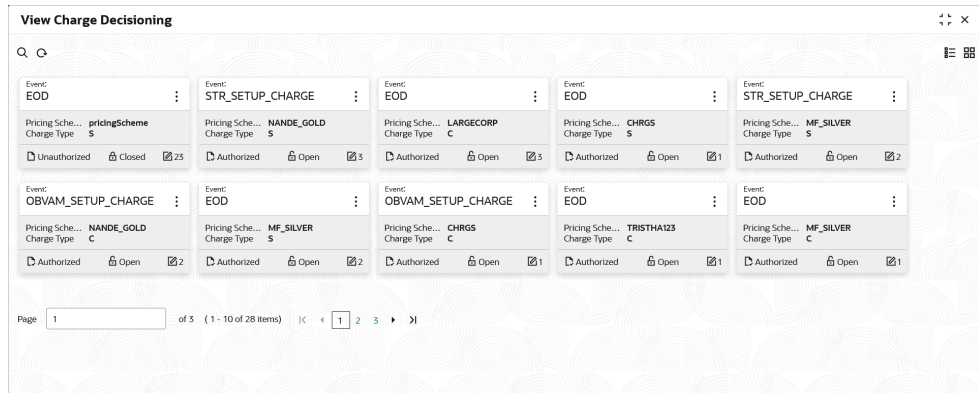 View Charge Decisioning
Event:
EOD
Pricing Sche... pricingScheme
Charge Type S
Unauthorized Closed 23
Event:
STR_SETUP_CHARGE
Pricing Sche... NANDE_GOLD
Charge Type S
Authorized Open 3
Event:
EOD
Pricing Sche... LARGECORP
Charge Type C
Authorized Open 3
Event:
EOD
Pricing Sche... CHRGS
Charge Type S
Authorized Open 1
Event:
STR_SETUP_CHARGE
Pricing Sche... MF_SILVER
Charge Type S
Authorized Open 2
Event:
OBVAM_SETUP_CHARGE
Pricing Sche... NANDE_GOLD
Charge Type C
Authorized Open 2
Event:
EOD
Pricing Sche... MF_SILVER
Charge Type S
Authorized Open 2
Event:
OBVAM_SETUP_CHARGE
Pricing Sche... CHRGS
Charge Type C
Authorized Open 1
Event:
EOD
Pricing Sche... TRISTHA123
Charge Type C
Authorized Open 1
Event:
EOD
Pricing Sche... MF_SILVER
Charge Type C
Authorized Open 1
Page 1 of 3 ( 1 - 10 of 28 items) 1 2 3